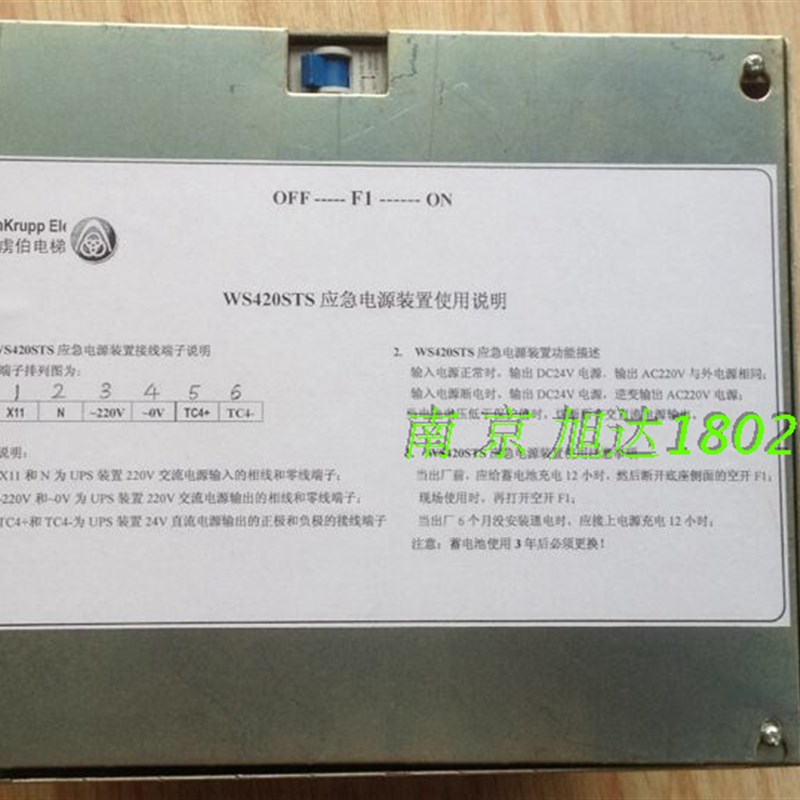 OFF ----- F1 ------ ON
nKrupp Ele
虏伯电梯
WS420STS 应急电源装置使用说明
WS420STS 应急电源装置接线端子说明
端子排列图为:
1 2 3 4 5 6
X11 N ~220V ~0V TC4+ TC4-
说明:
X11 和 N 为 UPS 装置 220V 交流电源输入的相线和零线端子;
~220V 和~0V 为 UPS 装置 220V 交流电源输出的相线和零线端子;
TC4+和 TC4-为 UPS 装置 24V 直流电源输出的正极和负极的接线端子
2. WS420STS 应急电源装置功能描述
输入电源正常时,输出 DC24V 电源,输出 AC220V 与外电源相同;
输入电源断电时,输出 DC24V 电源,逆变输出 AC220V 电源;
南京旭达1802
WS420STS 应急电源装置使用
当出厂前,应给蓄电池充电 12 小时,然后断开底座侧面的空开 F1;
现场使用时,再打开空开 F1;
当出厂 6 个月没安装通电时,应接上电源充电 12 小时;
注意:蓄电池使用 3 年后必须更换!